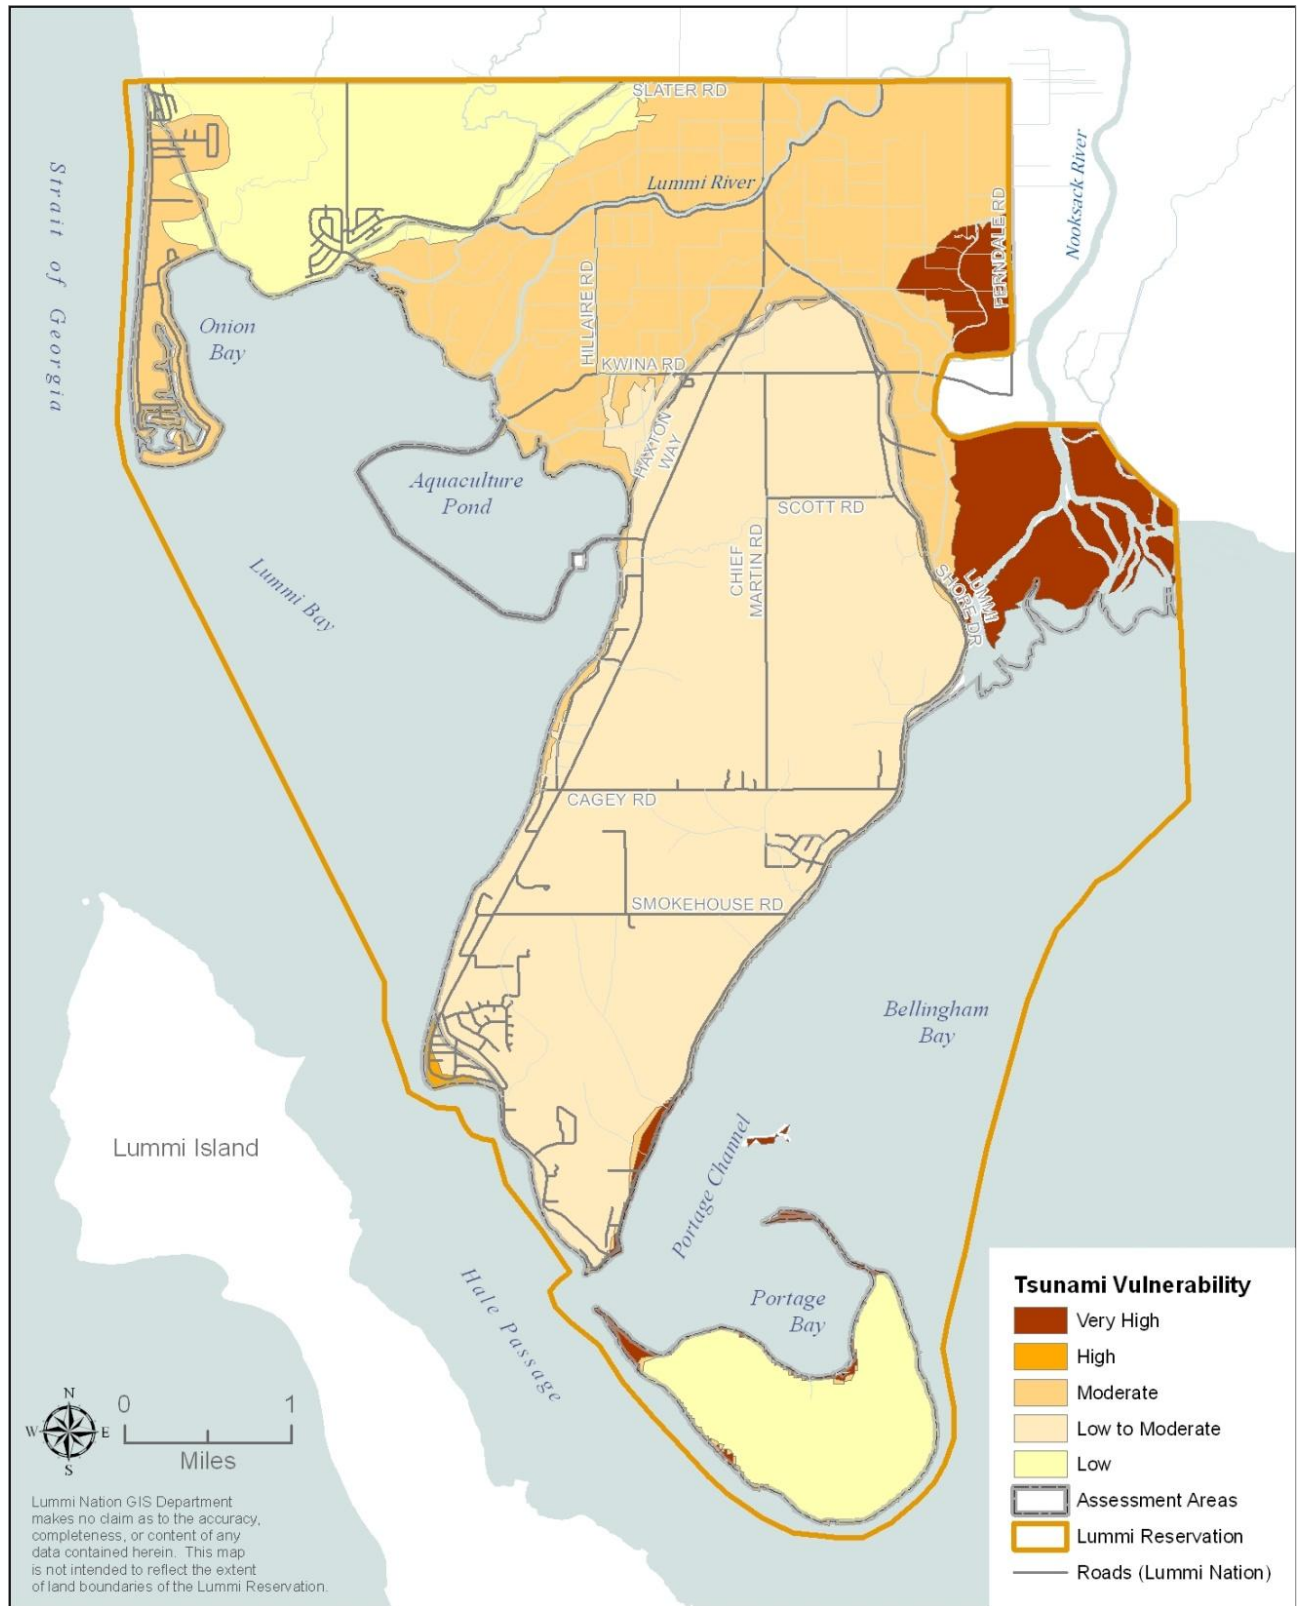 SLATER RD
Strait of Georgia
Lummi River
Nooksack River
FERNDALE RD
HILLAIRE RD
Onion
Bay
KWINA RD
HAXTON
WAY
Aquaculture
Pond
SCOTT RD
CHIEF
MARTIN RD
LUMMI
SHORE DR
Lummi Bay
CAGEY RD
SMOKEHOUSE RD
Bellingham
Bay
Lummi Island
Portage Channel
Hale Passage
Portage
Bay
N
W
E
S
0
1
Miles
Lummi Nation GIS Department
makes no claim as to the accuracy,
completeness, or content of any
data contained herein. This map
is not intended to reflect the extent
of land boundaries of the Lummi Reservation.
Tsunami Vulnerability
Very High
High
Moderate
Low to Moderate
Low
Assessment Areas
Lummi Reservation
Roads (Lummi Nation)